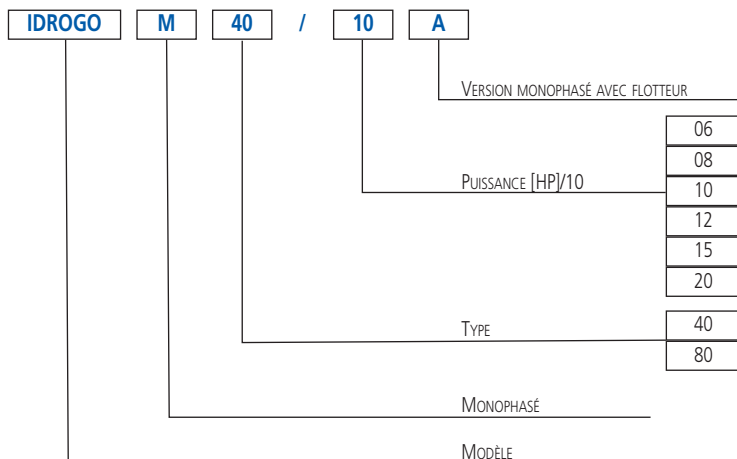 IDROGO M 40 / 10 A
VERSION MONOPHASÉ AVEC FLOTTEUR
06
08
PUISSANCE [HP]/10
10
12
15
20
TYPE
40
80
MONOPHASÉ
MODÈLE